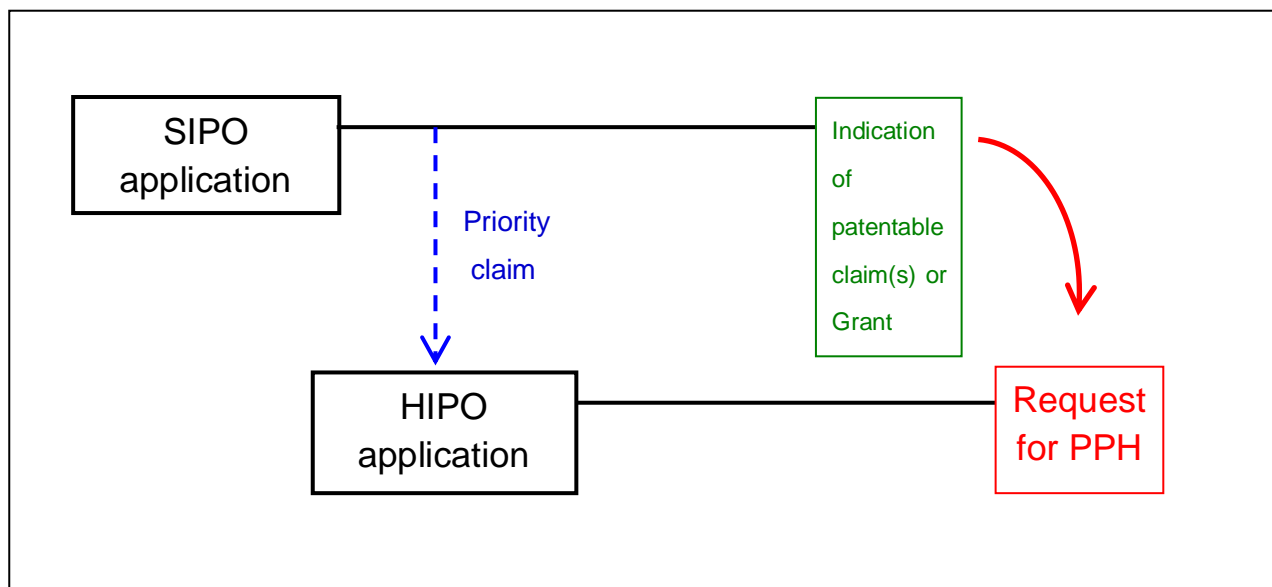 SIPO
application
Indication
of
patentable
claim(s) or
Grant
Priority
claim
HIPO
application
Request
for PPH